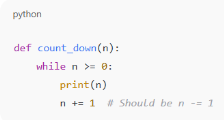 python
def count_down(n):
    while n >= 0:
        print(n)
        n += 1  # Should be n -= 1